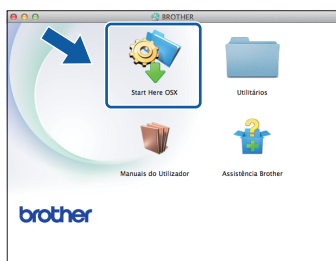 BROTHER
Start Here OSX
Utilitários
Manuais do Utilizador
Assistência Brother
brother